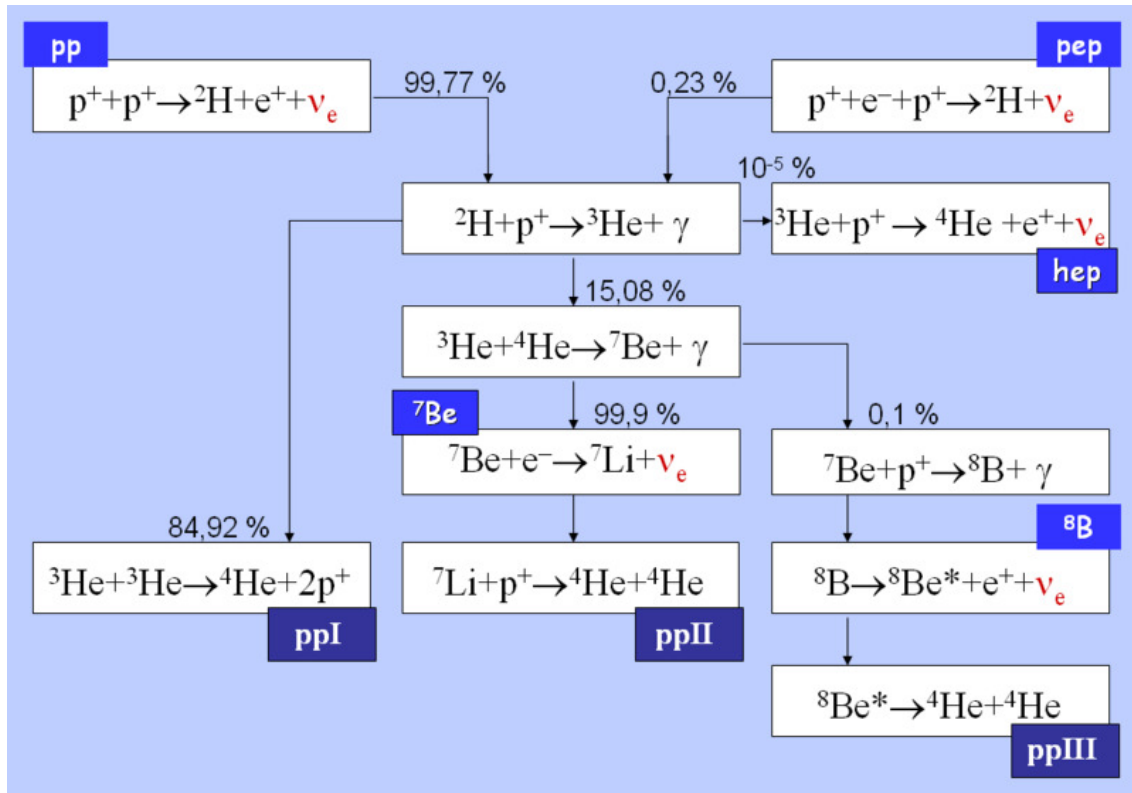 pp
pep
99,77 %
0,23 %
p⁺+p⁺→²H+e⁺+νₑ
p⁺+e⁻+p⁺→²H+νₑ
10⁻⁵ %
²H+p⁺→³He+ γ
³He+p⁺→ ⁴He +e⁺+νₑ
hep
15,08 %
³He+⁴He→⁷Be+ γ
⁷Be
99,9 %
0,1 %
⁷Be+e⁻→⁷Li+νₑ
⁷Be+p⁺→⁸B+ γ
84,92 %
⁸B
³He+³He→⁴He+2p⁺
⁷Li+p⁺→⁴He+⁴He
⁸B→⁸Be*+e⁺+νₑ
ppI
ppII
⁸Be*→⁴He+⁴He
ppIII